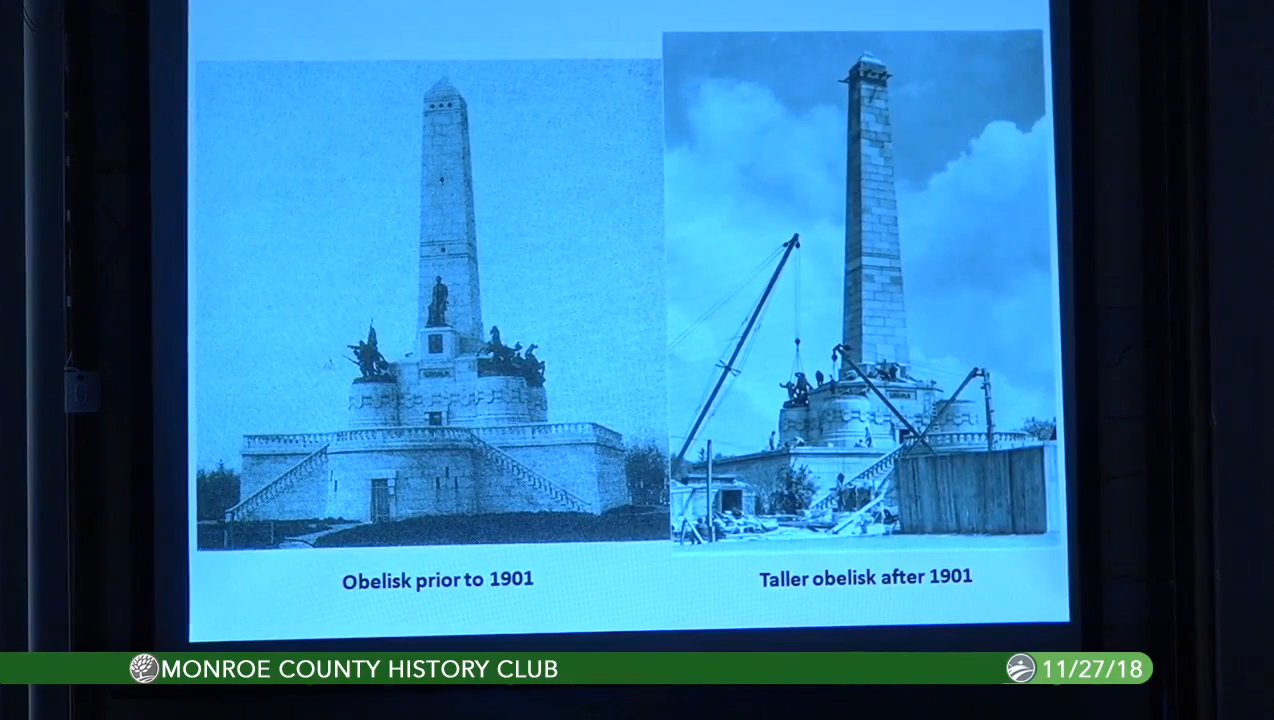 Obelisk prior to 1901
Taller obelisk after 1901
MONROE COUNTY HISTORY CLUB
11/27/18